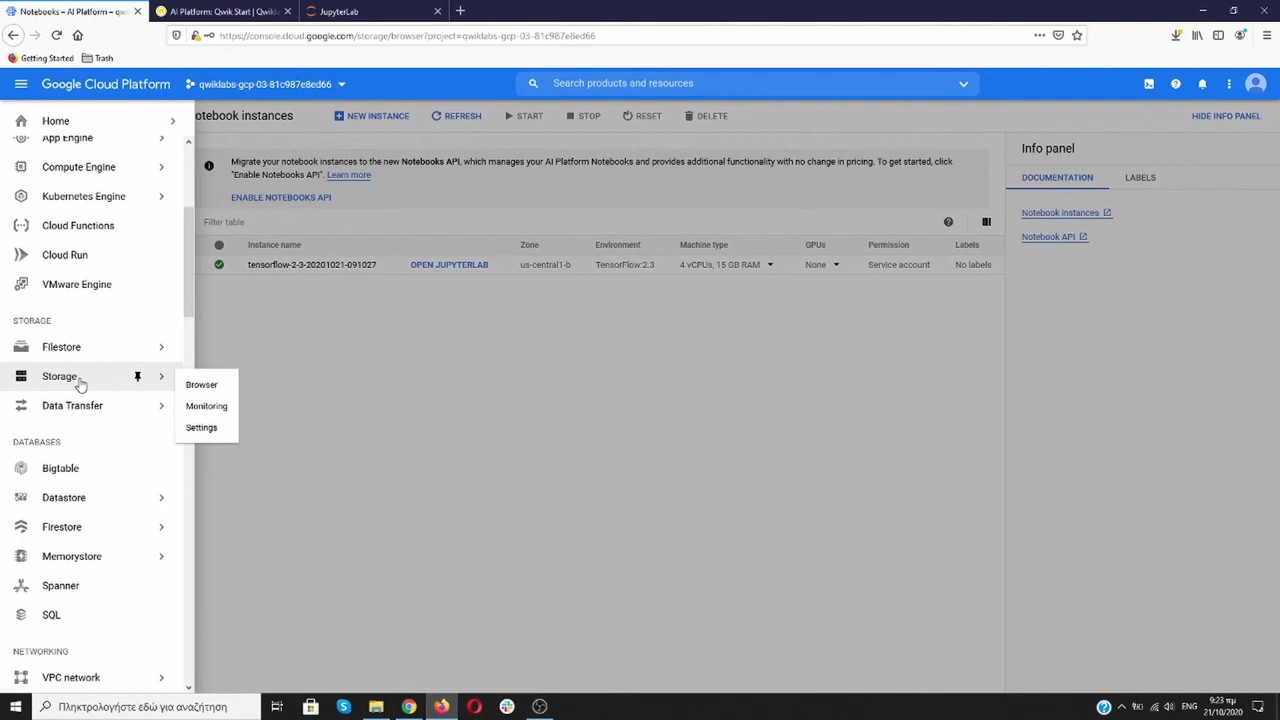 Notebooks – AI Platform – qwi
AI Platform: Qwik Start | Qwikla
JupyterLab
https://console.cloud.google.com/storage/browser?project=qwiklabs-gcp-03-81c987e8ed66
Getting Started
Trash
Google Cloud Platform
qwiklabs-gcp-03-81c987e8ed66
Search products and resources
Home
App Engine
Compute Engine
Kubernetes Engine
Cloud Functions
Cloud Run
VMware Engine
STORAGE
Filestore
Storage
Data Transfer
DATABASES
Bigtable
Datastore
Firestore
Memorystore
Spanner
SQL
NETWORKING
VPC network
Browser
Monitoring
Settings
otebook instances
NEW INSTANCE
REFRESH
START
STOP
RESET
DELETE
HIDE INFO PANEL
Migrate your notebook instances to the new Notebooks API, which manages your AI Platform Notebooks and provides additional functionality with no change in pricing. To get started, click
"Enable Notebooks API". Learn more
ENABLE NOTEBOOKS API
Filter table
Instance name Zone Environment Machine type GPUs Permission Labels
tensorflow-2-3-20201021-091027 OPEN JUPYTERLAB us-central1-b TensorFlow:2.3 4 vCPUs, 15 GB RAM None Service account No labels
Info panel
DOCUMENTATION
LABELS
Notebook instances
Notebook API
Πληκτρολογήστε εδώ για αναζήτηση
ΕΝG
9:23 πμ
21/10/2020